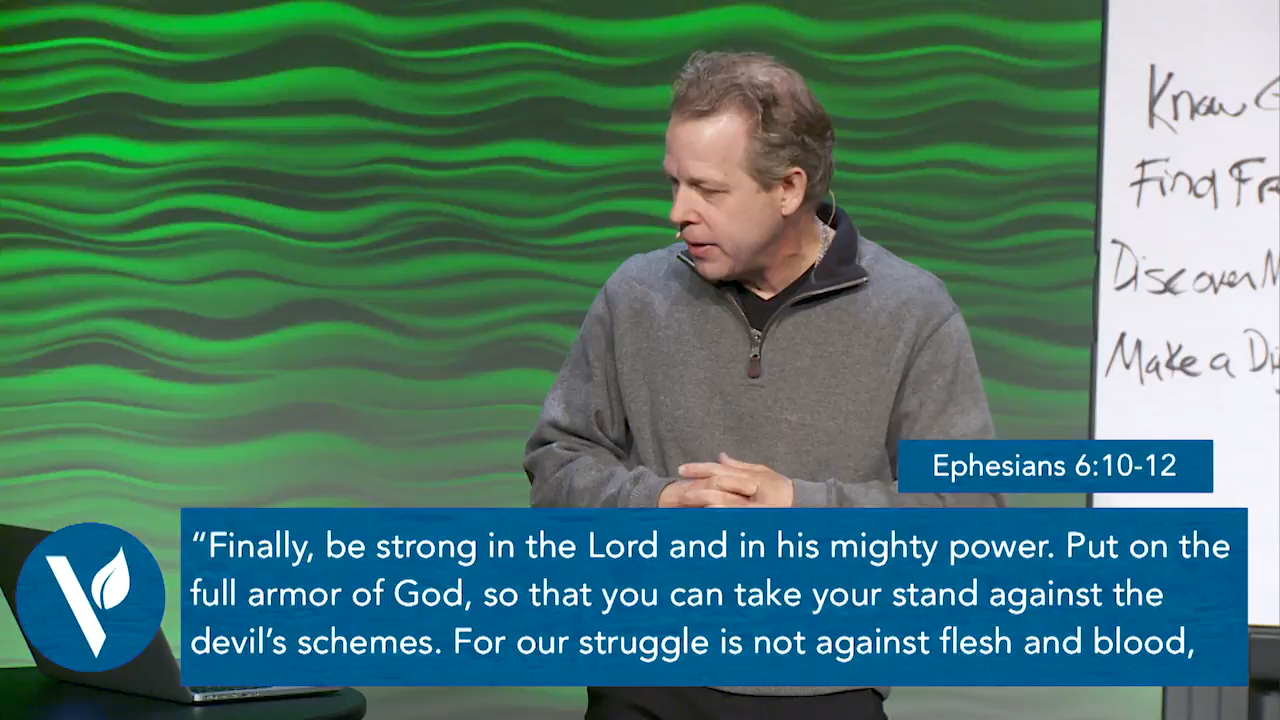 Know
Find
Discover
Make a
Ephesians 6:10-12
“Finally, be strong in the Lord and in his mighty power. Put on the
full armor of God, so that you can take your stand against the
devil’s schemes. For our struggle is not against flesh and blood,